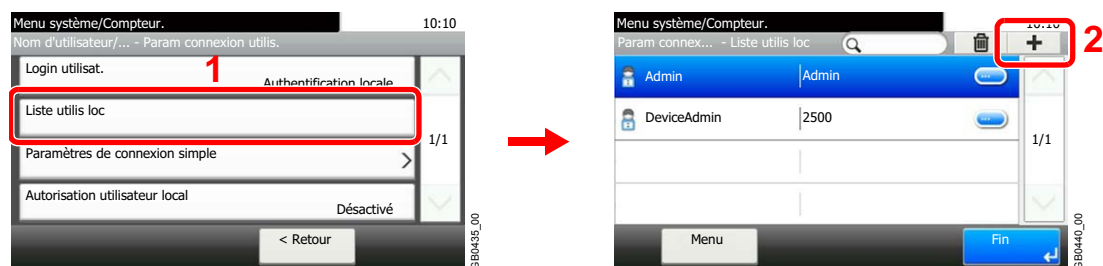 Menu système/Compteur.
10:10
Nom d'utilisateur/... - Param connexion utilis.
Login utilisat.
1
Authentification locale
Liste utilis loc
1/1
Paramètres de connexion simple
Autorisation utilisateur local
Désactivé
< Retour
GB0435_00
Menu système/Compteur.
10:10
Param connex... - Liste utilis loc
+
2
Admin
Admin
...
DeviceAdmin
2500
...
1/1
Menu
Fin
GB0440_00